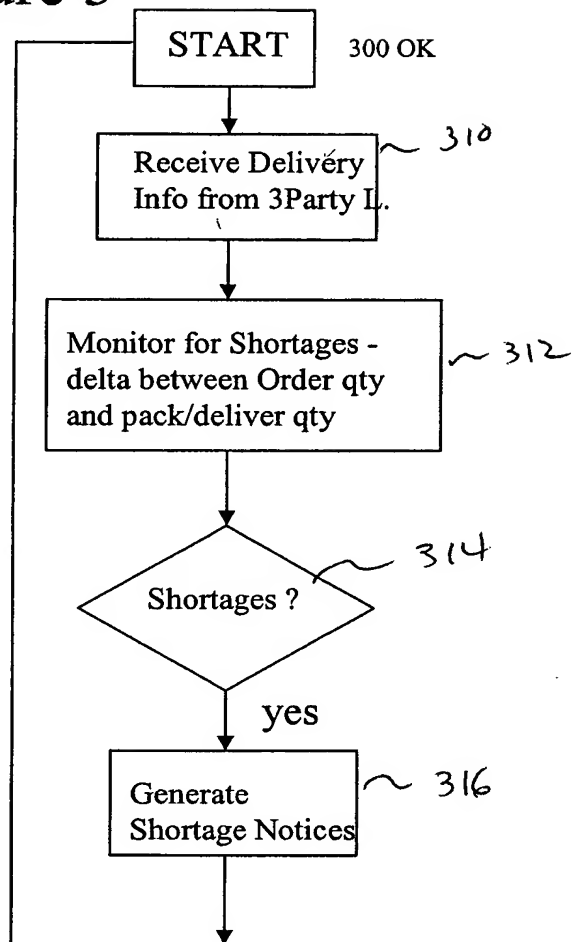 START
300 OK
310
Receive Delivery
Info from 3Party L.
Monitor for Shortages -
delta between Order qty
and pack/deliver qty
312
Shortages ?
314
yes
316
Generate
Shortage Notices